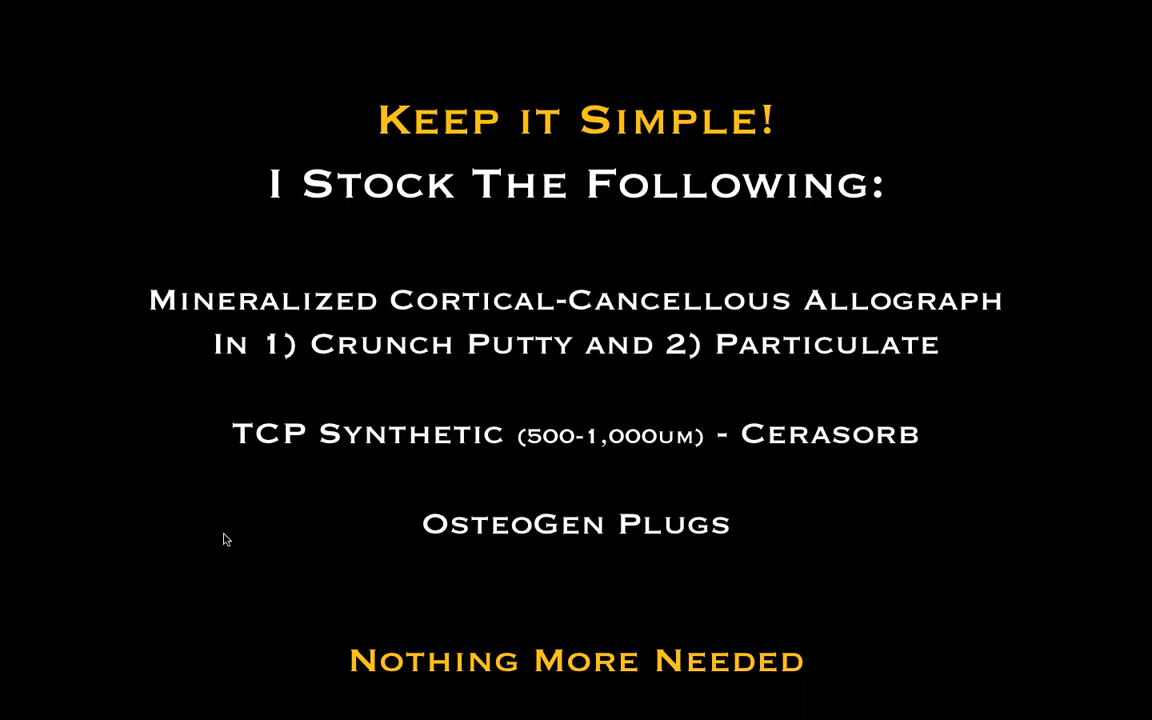 Keep it Simple!
I Stock The Following:
Mineralized Cortical-Cancellous Allograph
In 1) Crunch Putty and 2) Particulate
TCP Synthetic (500-1,000um) - Cerasorb
OsteoGen Plugs
Nothing More Needed